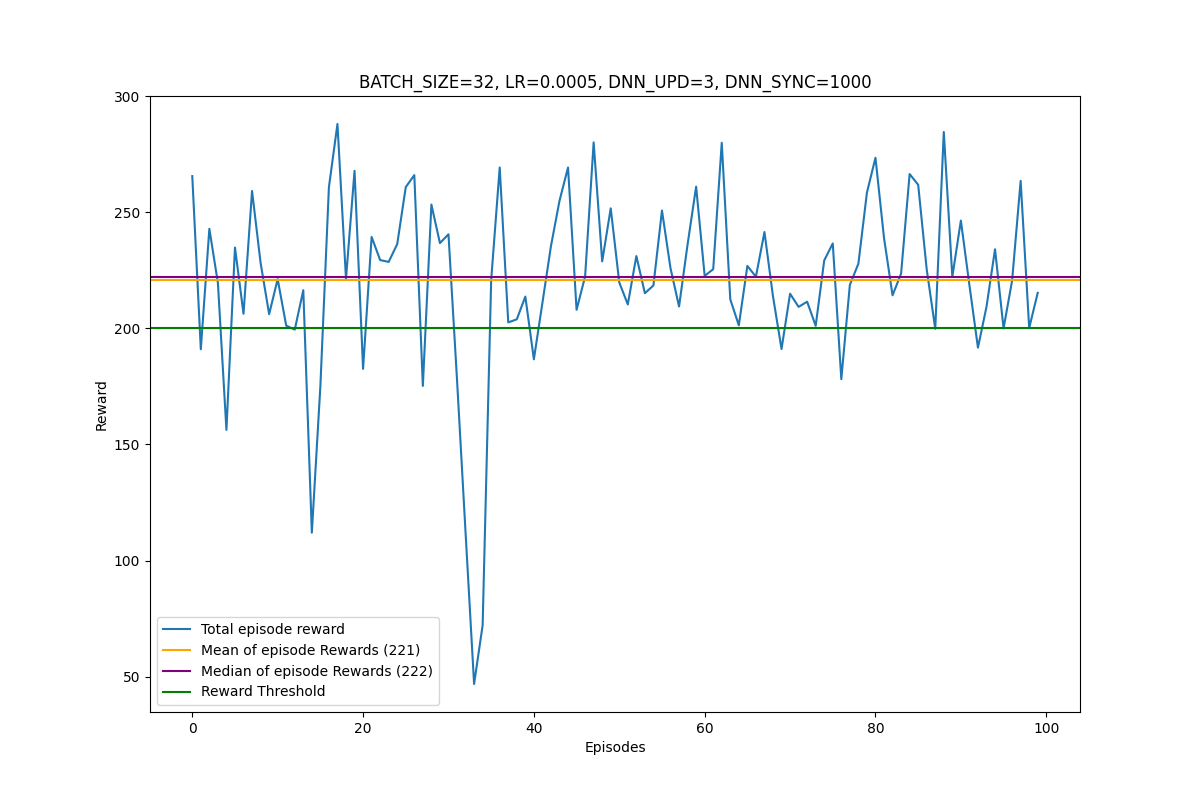 BATCH_SIZE=32, LR=0.0005, DNN_UPD=3, DNN_SYNC=1000
300
250
200
150
100
50
Reward
Total episode reward
Mean of episode Rewards (221)
Median of episode Rewards (222)
Reward Threshold
0 20 40 60 80 100
Episodes